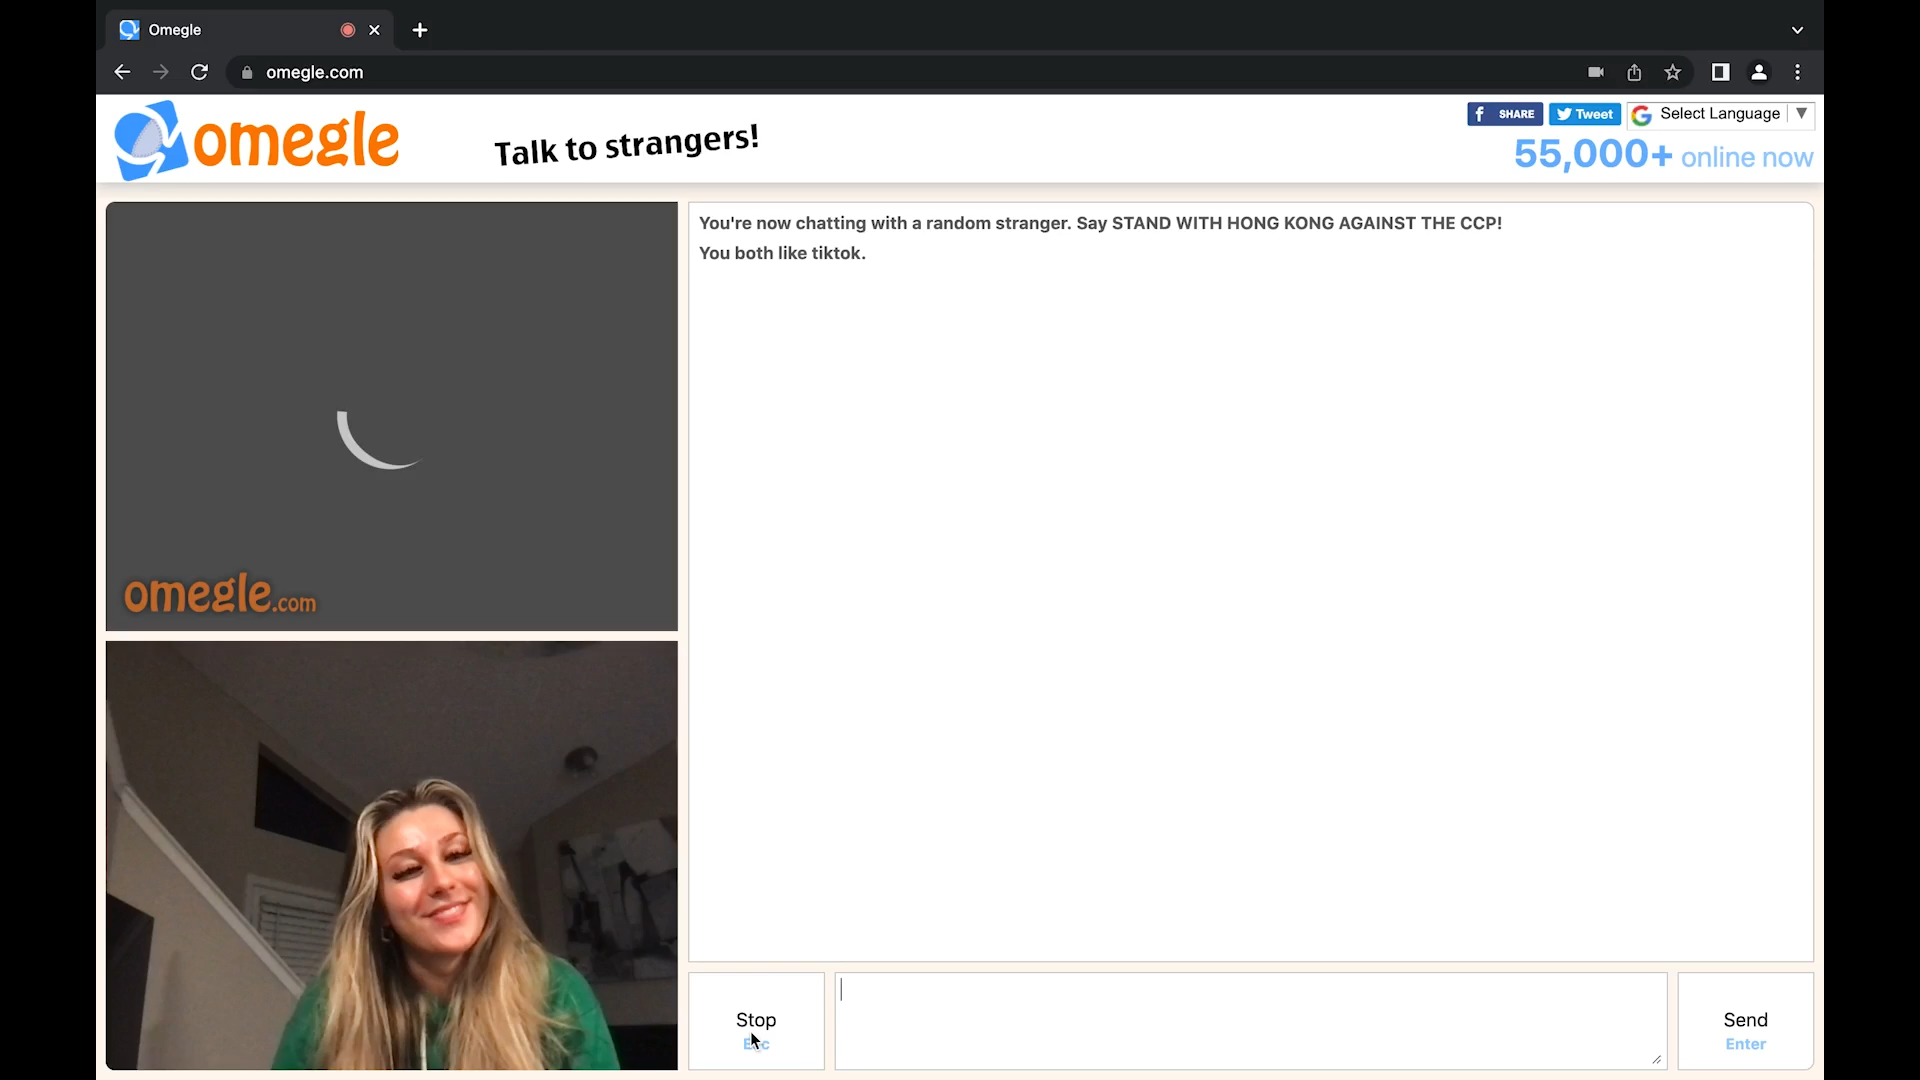 Omegle
omegle.com
omegle
Talk to strangers!
SHARE
Tweet
Select Language
55,000+ online now
You're now chatting with a random stranger. Say STAND WITH HONG KONG AGAINST THE CCP!
You both like tiktok.
omegle.com
Stop
Send
Enter